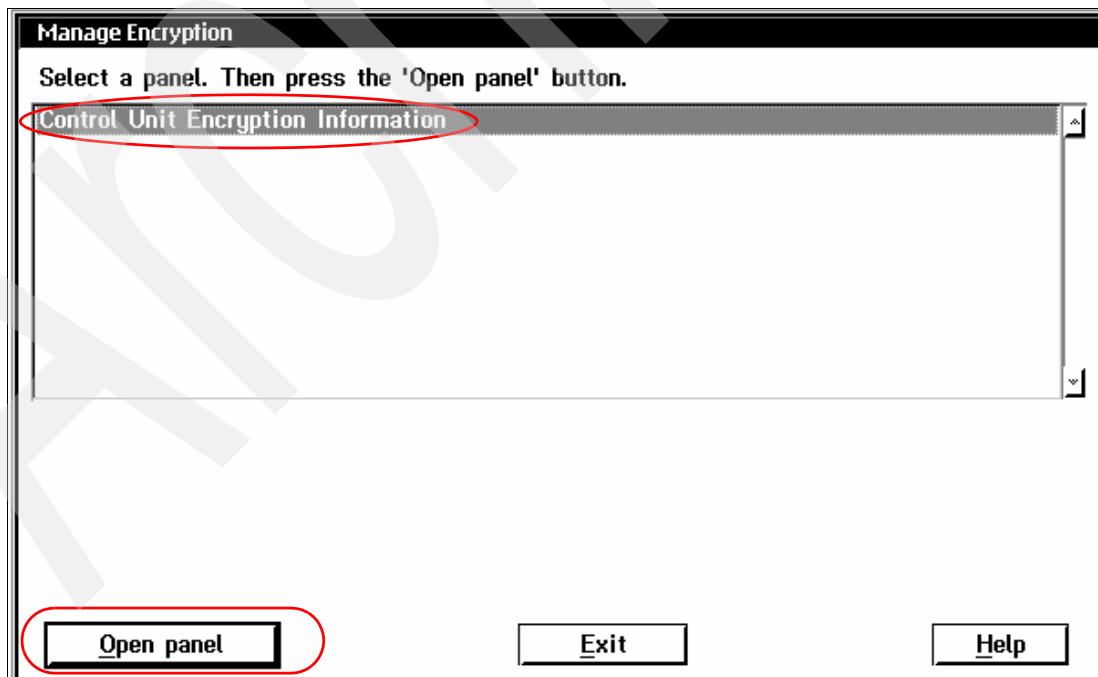 Manage Encryption
Select a panel. Then press the 'Open panel' button.
Control Unit Encryption Information
Open panel
Exit
Help